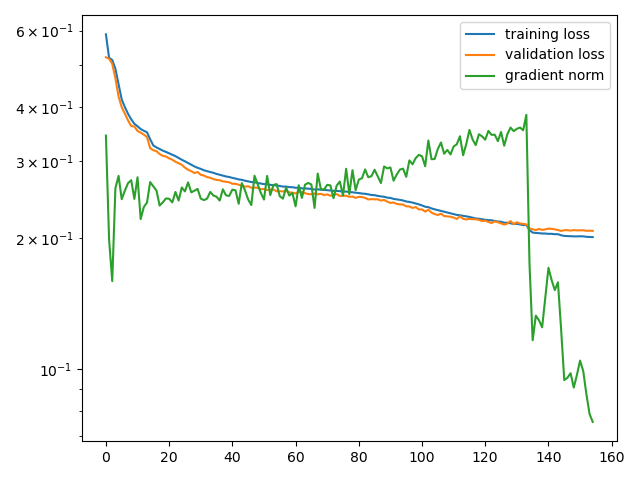 training loss
validation loss
gradient norm
6 × 10⁻¹
4 × 10⁻¹
3 × 10⁻¹
2 × 10⁻¹
10⁻¹
0 20 40 60 80 100 120 140 160